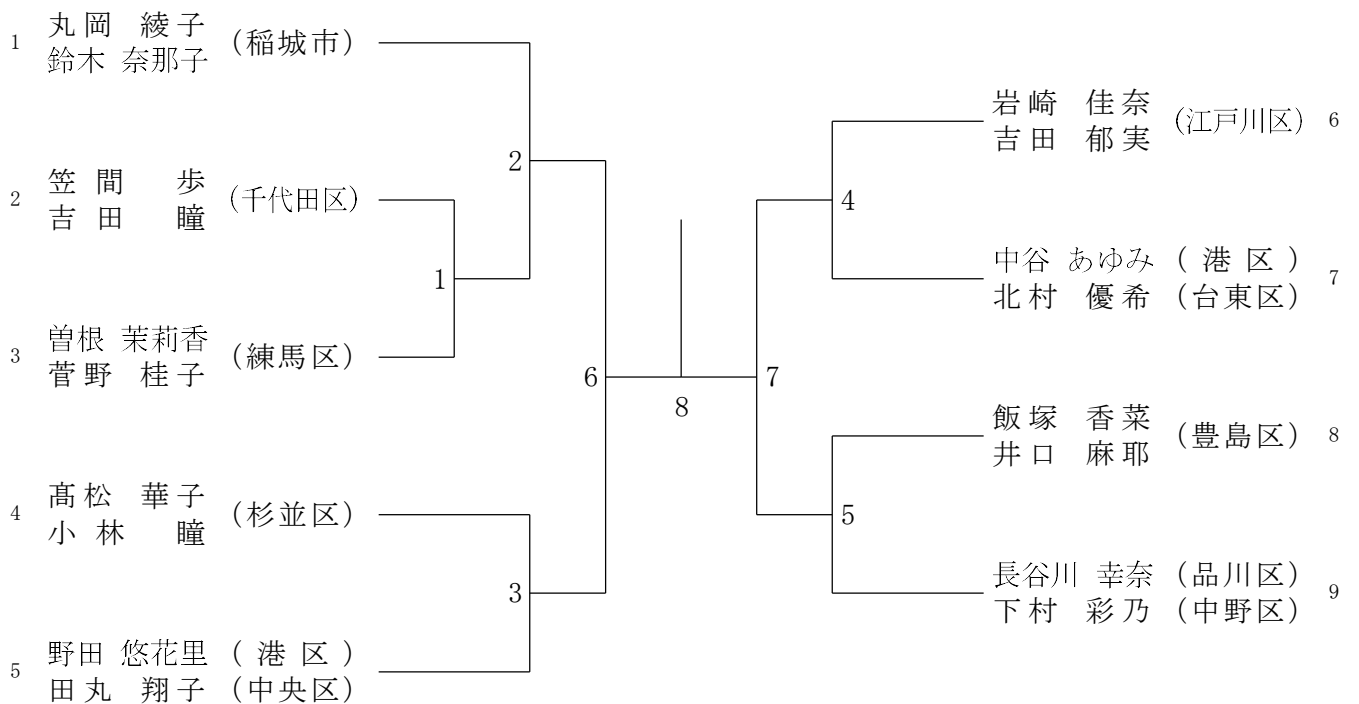 1 丸岡 綾子 (稲城市)
鈴木 奈那子
2 笠間 歩 (千代田区)
吉田 瞳
3 曽根 茉莉香 (練馬区)
菅野 桂子
4 髙松 華子 (杉並区)
小林 瞳
5 野田 悠花里 (港区)
田丸 翔子 (中央区)
1
2
3
6
8
7
4
5
岩崎 佳奈 (江戸川区) 6
吉田 郁実
中谷 あゆみ (港区) 7
北村 優希 (台東区)
飯塚 香菜 (豊島区) 8
井口 麻耶
長谷川 幸奈 (品川区) 9
下村 彩乃 (中野区)